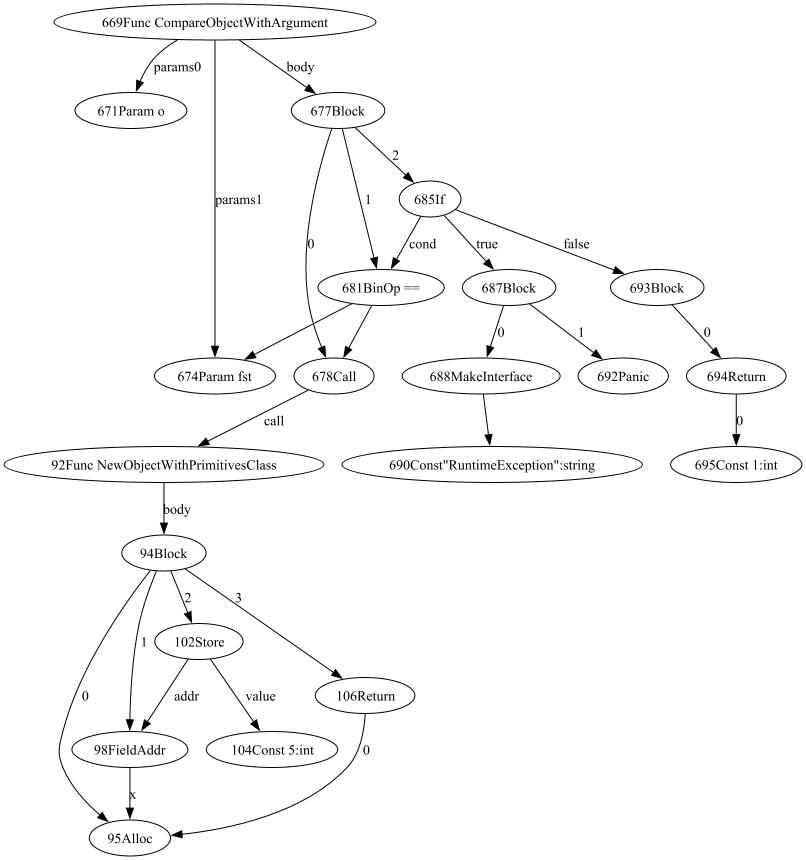 669Func CompareObjectWithArgument
params0
body
671Param o
677Block
2
params1
1
685If
0
cond
true
false
681BinOp ==
687Block
693Block
0
1
0
674Param fst
678Call
688MakeInterface
692Panic
694Return
call
0
92Func NewObjectWithPrimitivesClass
690Const"RuntimeException":string
695Const 1:int
body
94Block
2
3
0
1
102Store
addr
value
106Return
98FieldAddr
104Const 5:int
0
x
95Alloc